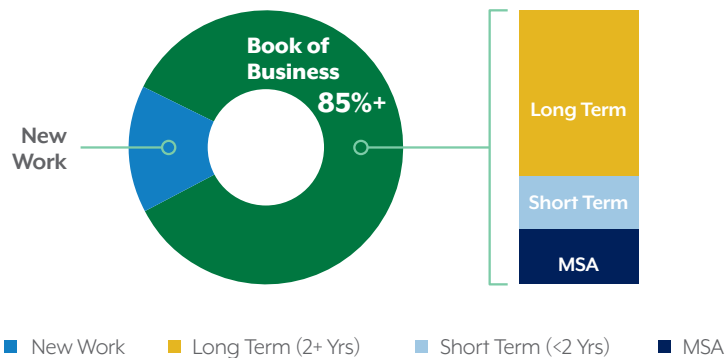 Book of
Business
85%+
New
Work
Long Term
Short Term
MSA
New Work
Long Term (2+ Yrs)
Short Term (<2 Yrs)
MSA